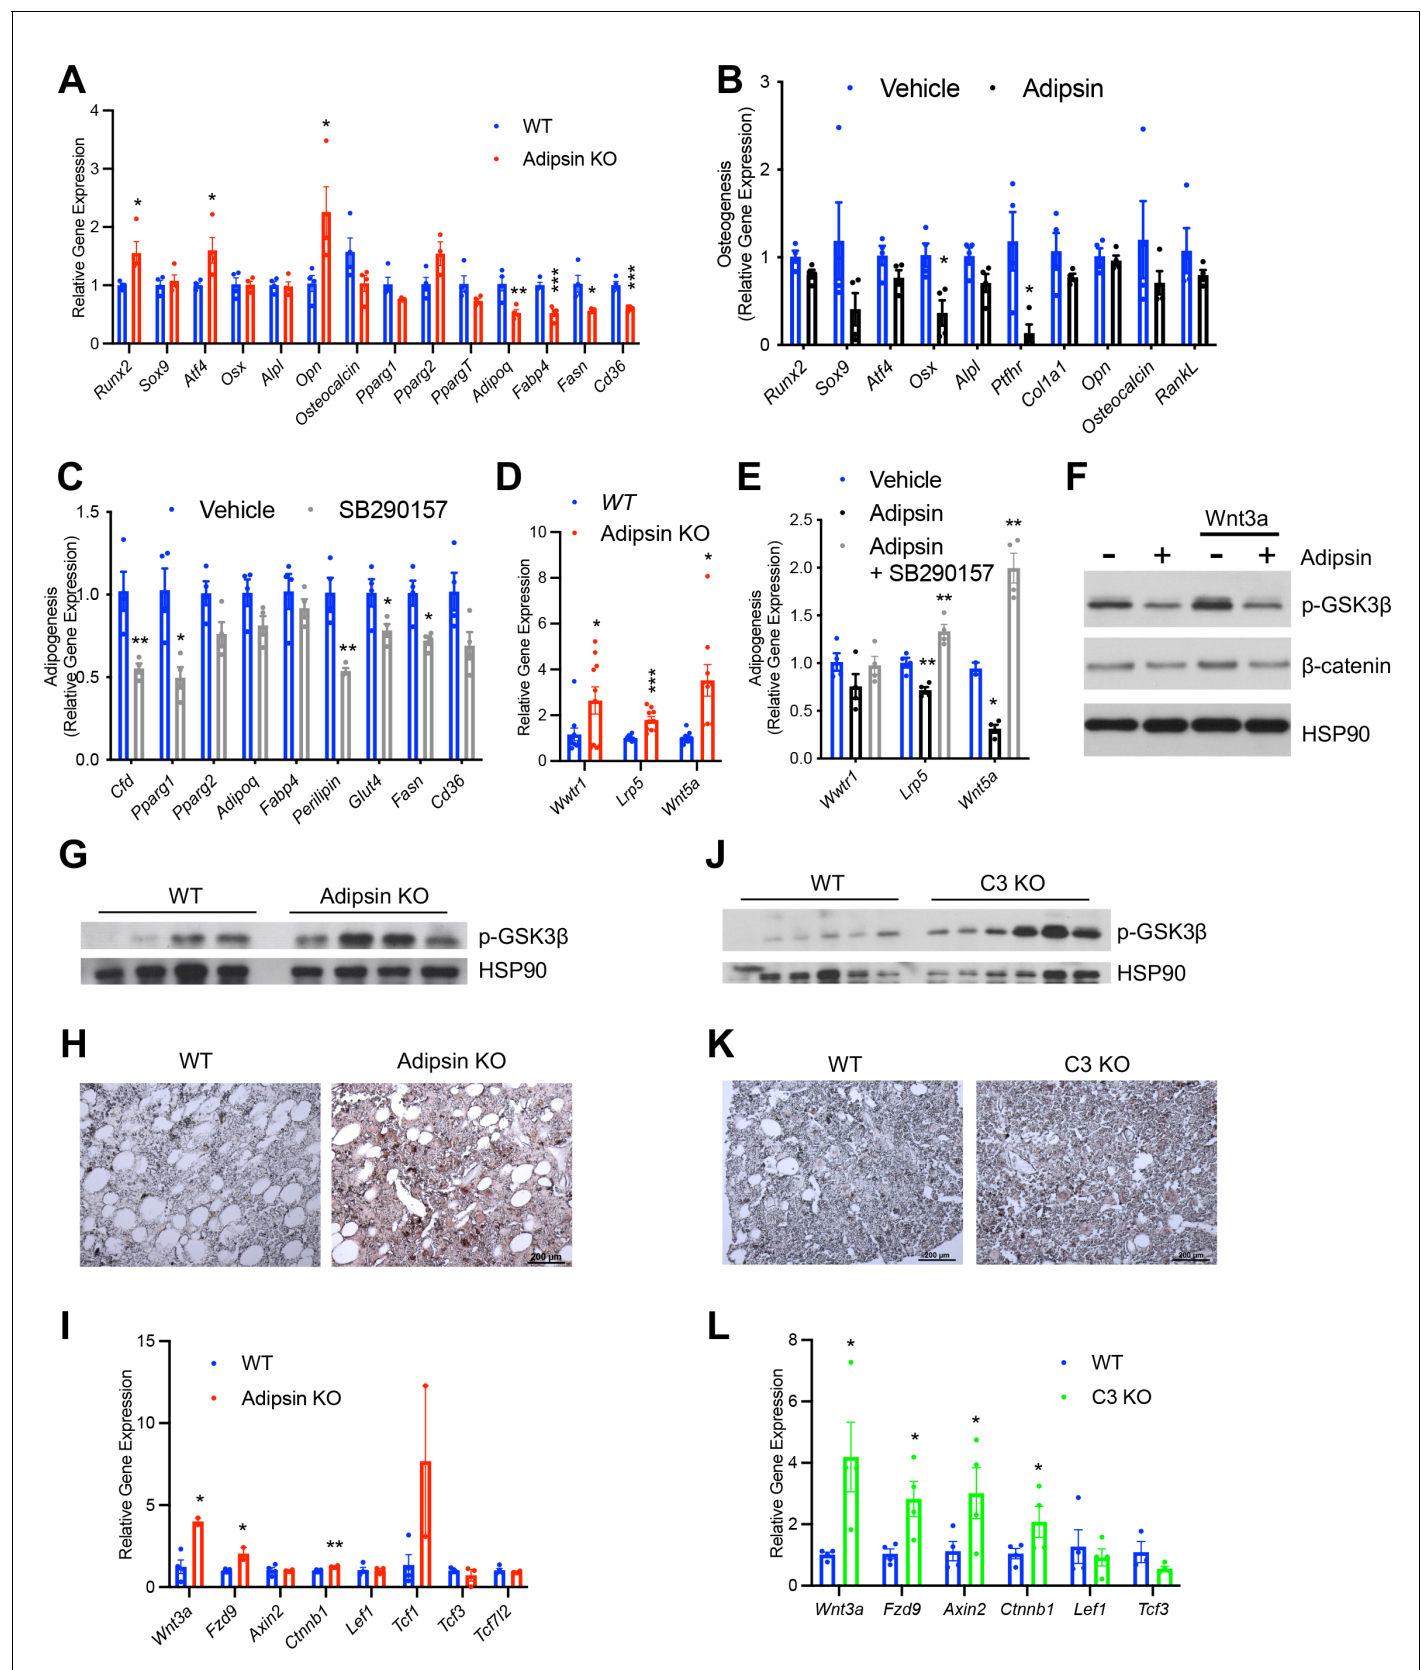 A
Relative Gene Expression
4
3
2
1
0
WT
Adipsin KO
*
*
*
**
***
*
***
Runx2
Sox9
Atf4
Osx
Alpl
Opn
Osteocalcin
Pparg1
Pparg2
PpargT
Adipoq
Fabp4
Fasn
Cd36
B
Osteogenesis
(Relative Gene Expression)
3
2
1
0
Vehicle
Adipsin
*
*
Runx2
Sox9
Atf4
Osx
Alpl
Ptfhr
Col1a1
Opn
Osteocalcin
RankL
C
Adipogenesis
(Relative Gene Expression)
1.5
1.0
0.5
0.0
Vehicle
SB290157
**
*
**
*
*
Cfd
Pparg1
Pparg2
Adipoq
Fabp4
Perilipin
Glut4
Fasn
Cd36
D
Relative Gene Expression
10
8
6
4
2
0
WT
Adipsin KO
*
***
*
Wwtr1
Lrp5
Wnt5a
E
Adipogenesis
(Relative Gene Expression)
2.5
2.0
1.5
1.0
0.5
0.0
Vehicle
Adipsin
Adipsin
+ SB290157
**
**
*
**
Wwtr1
Lrp5
Wnt5a
F
Wnt3a
– + – + Adipsin
p-GSK3β
β-catenin
HSP90
G
WT Adipsin KO
p-GSK3β
HSP90
J
WT C3 KO
p-GSK3β
HSP90
H
WT Adipsin KO
200 µm
K
WT C3 KO
200 µm
200 µm
I
Relative Gene Expression
15
10
5
0
WT
Adipsin KO
*
*
**
Wnt3a
Fzd9
Axin2
Ctnnb1
Lef1
Tcf1
Tcf3
Tcf7l2
L
Relative Gene Expression
8
6
4
2
0
WT
C3 KO
*
*
*
*
Wnt3a
Fzd9
Axin2
Ctnnb1
Lef1
Tcf3